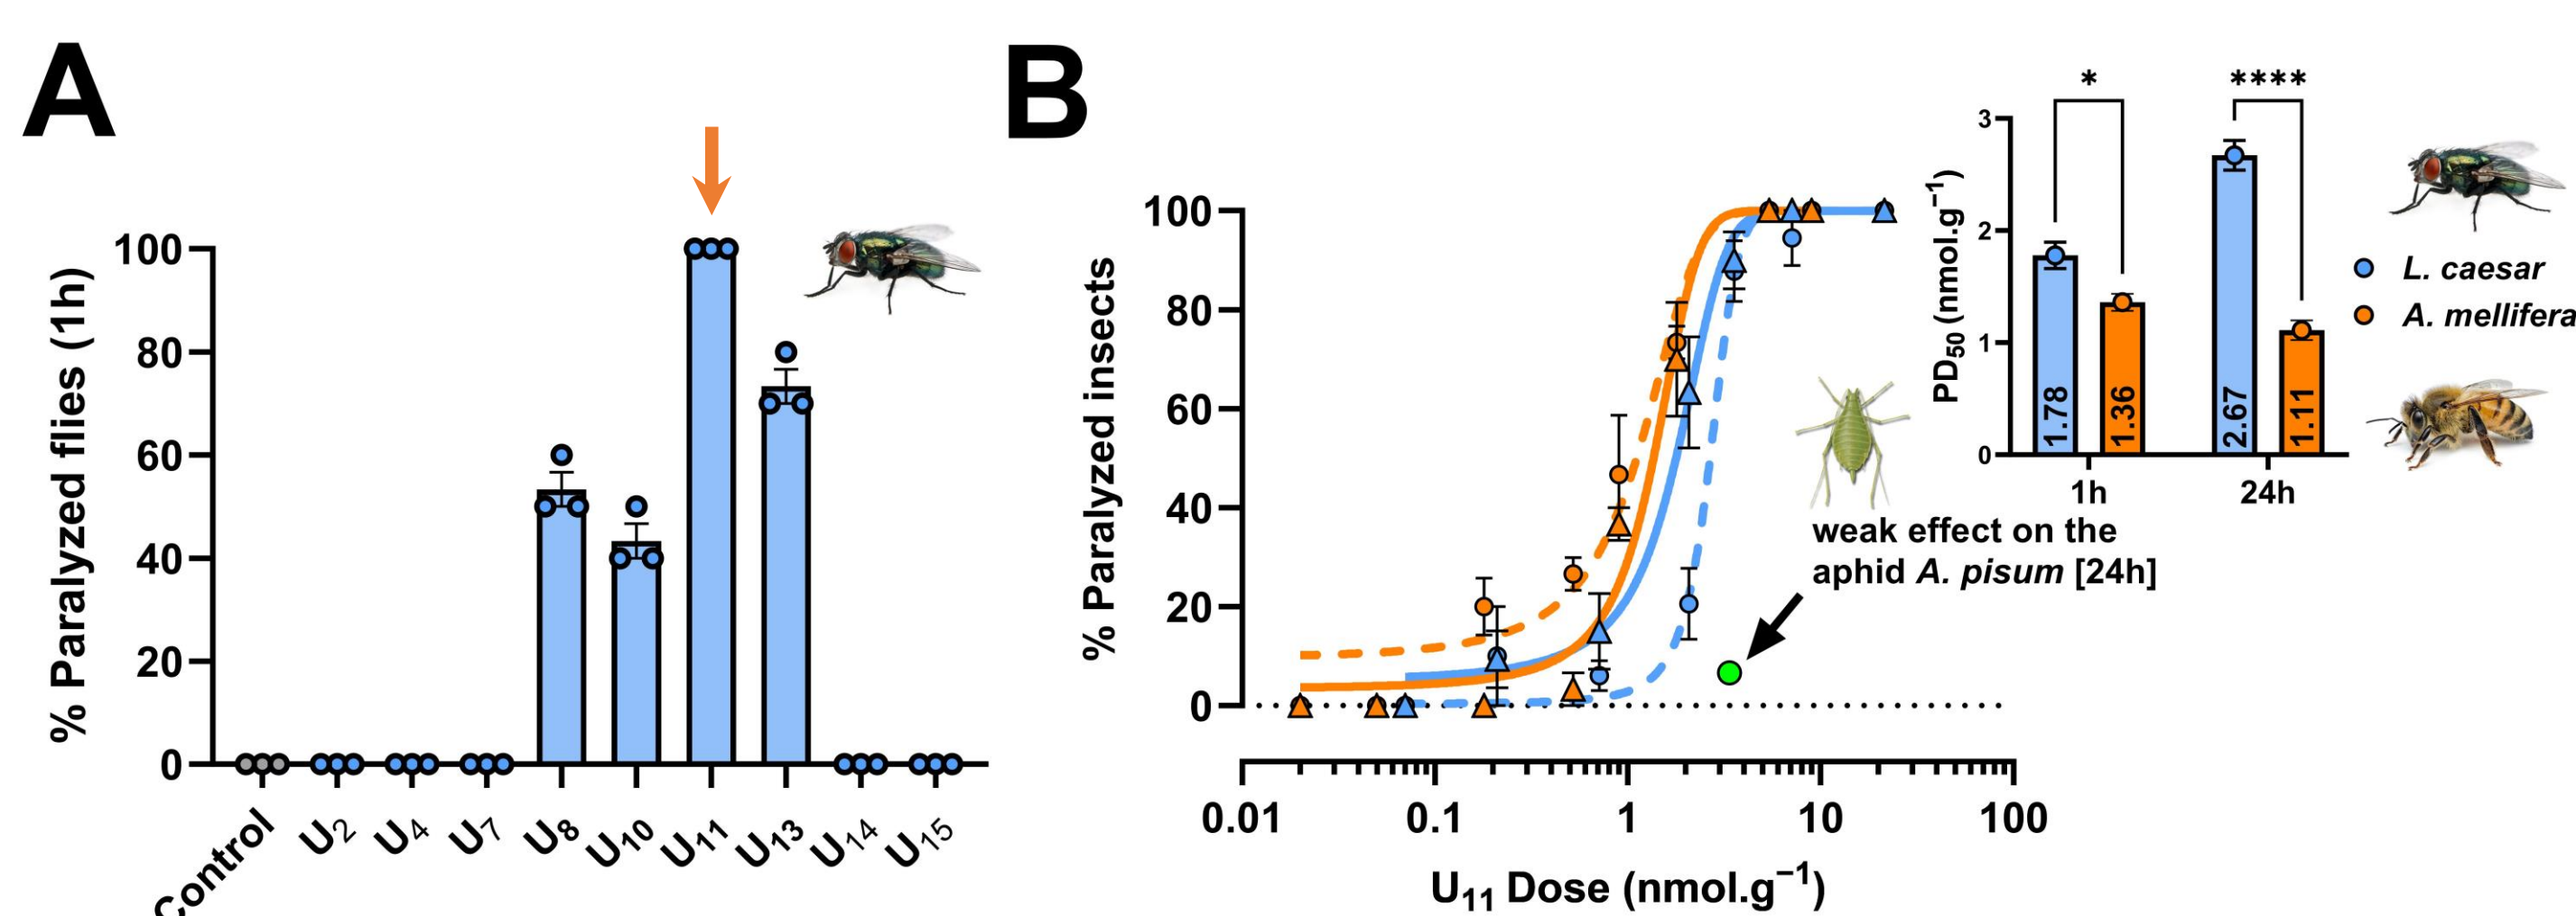 A
% Paralyzed flies (1h)
100
80
60
40
20
0
Control
U₂
U₄
U₇
U₈
U₁₀
U₁₁
U₁₃
U₁₄
U₁₅
B
% Paralyzed insects
100
80
60
40
20
0
0.01
0.1
1
10
100
U₁₁ Dose (nmol.g⁻¹)
weak effect on the
aphid A. pisum [24h]
PD₅₀ (nmol.g⁻¹)
3
2
1
0
*
****
1.78
1.36
2.67
1.11
1h
24h
L. caesar
A. mellifera